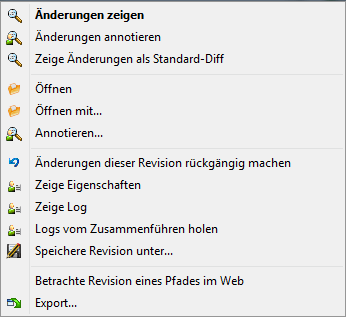 Änderungen zeigen
Änderungen annotieren
Zeige Änderungen als Standard-Diff
Öffnen
Öffnen mit...
Annotieren...
Änderungen dieser Revision rückgängig machen
Zeige Eigenschaften
Zeige Log
Logs vom Zusammenführen holen
Speichere Revision unter...
Betrachte Revision eines Pfades im Web
Export...